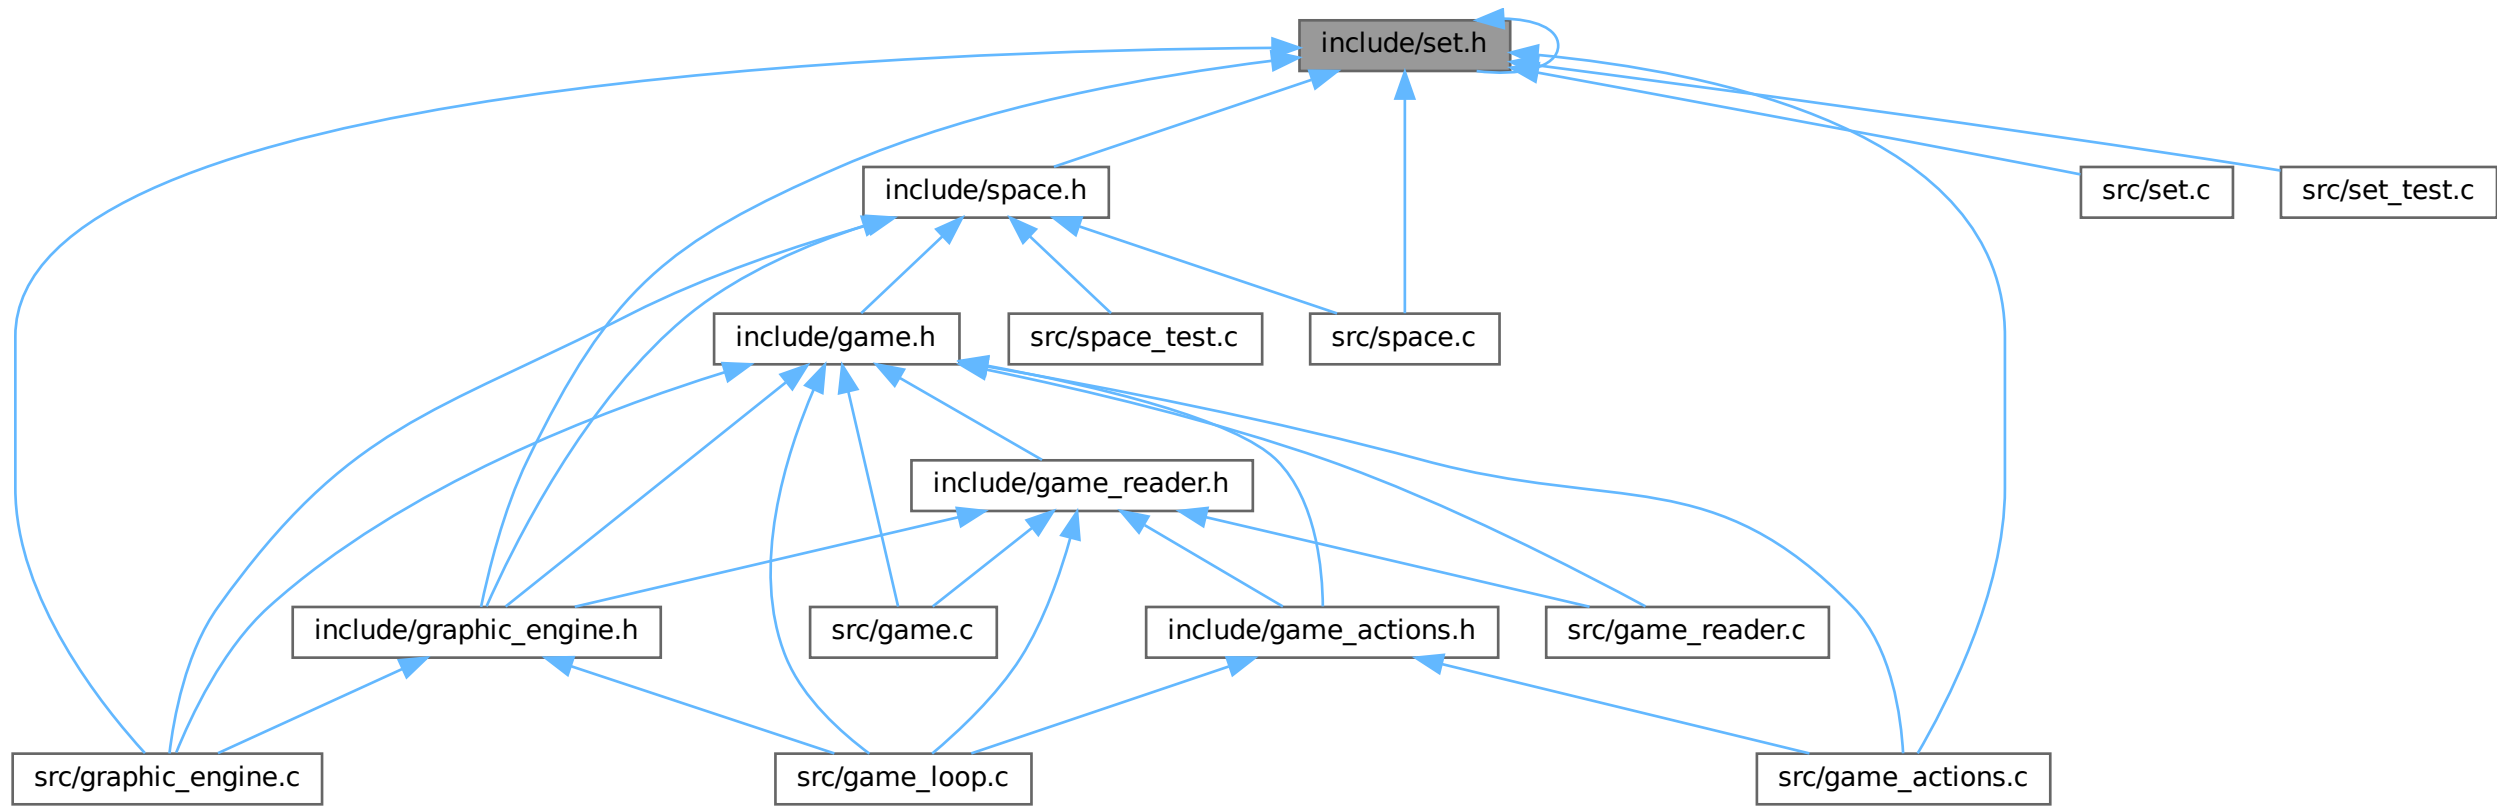 include/set.h
include/space.h
src/set.c
src/set_test.c
include/game.h
src/space_test.c
src/space.c
include/game_reader.h
include/graphic_engine.h
src/game.c
include/game_actions.h
src/game_reader.c
src/graphic_engine.c
src/game_loop.c
src/game_actions.c